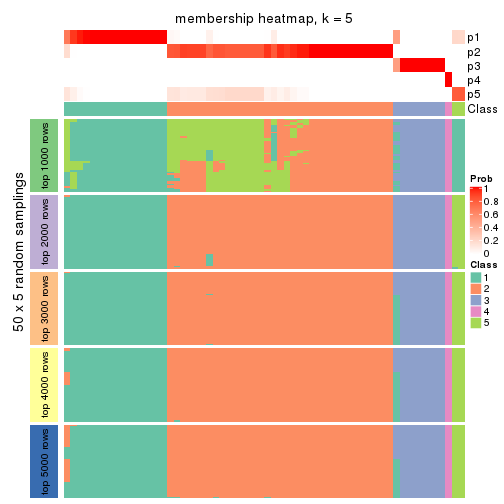 membership heatmap, k = 5
p1
p2
p3
p4
p5
Class
50 x 5 random samplings
top 1000 rows
top 2000 rows
top 3000 rows
top 4000 rows
top 5000 rows
Prob
1
0.8
0.6
0.4
0.2
0
Class
1
2
3
4
5